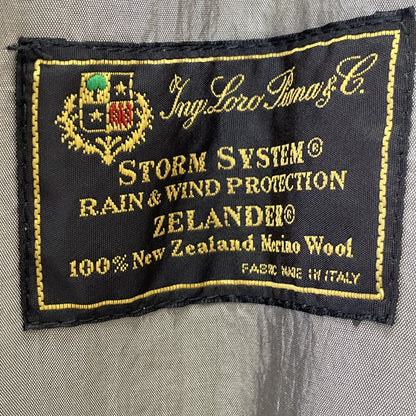 Ing. Loro Piana & C.
STORM SYSTEM®
RAIN & WIND PROTECTION
ZELANDER®
100% New Zealand Merino Wool
FABRIC MADE IN ITALY